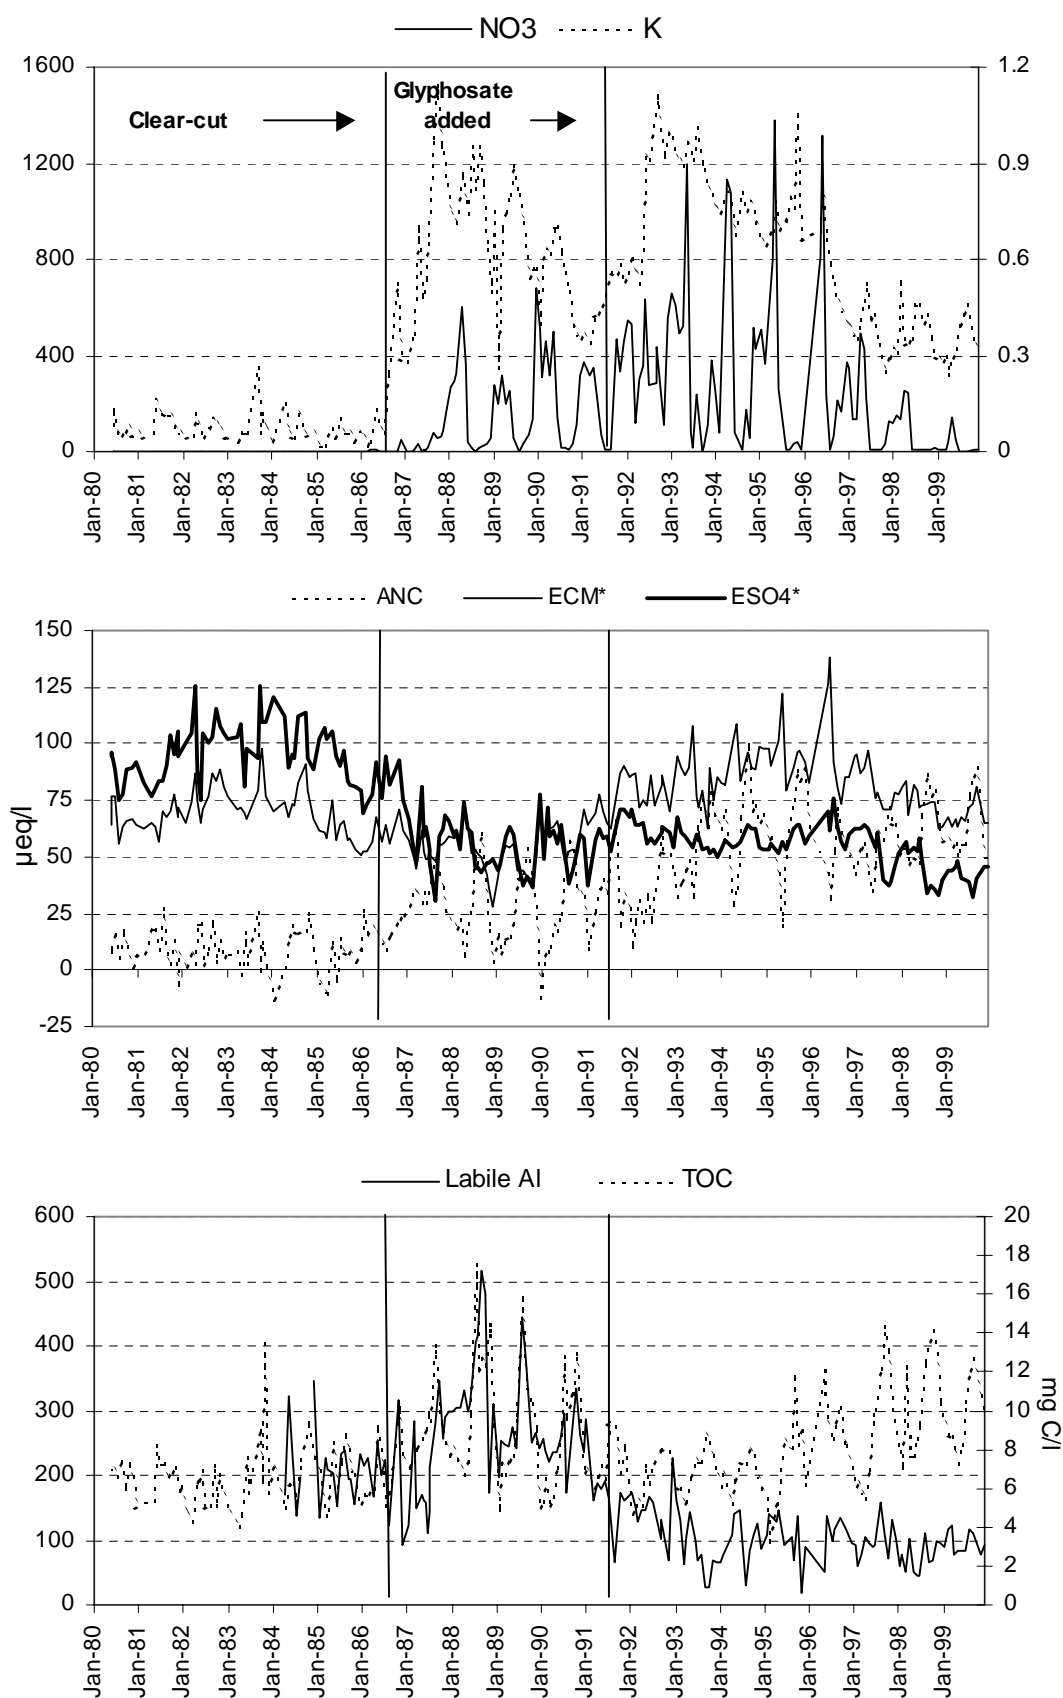 NO3 K
1600 1.2
Glyphosate
Clear-cut added
1200 0.9
800 0.6
400 0.3
0 0
Jan-80 Jan-81 Jan-82 Jan-83 Jan-84 Jan-85 Jan-86 Jan-87 Jan-88 Jan-89 Jan-90 Jan-91 Jan-92 Jan-93 Jan-94 Jan-95 Jan-96 Jan-97 Jan-98 Jan-99
ANC ECM* ESO4*
150
125
100
75
µeq/l
50
25
0
-25
Jan-80 Jan-81 Jan-82 Jan-83 Jan-84 Jan-85 Jan-86 Jan-87 Jan-88 Jan-89 Jan-90 Jan-91 Jan-92 Jan-93 Jan-94 Jan-95 Jan-96 Jan-97 Jan-98 Jan-99
Labile Al TOC
600 20
18
500 16
14
400
12
300 10
mg C/l
8
200
6
100 4
2
0 0
Jan-80 Jan-81 Jan-82 Jan-83 Jan-84 Jan-85 Jan-86 Jan-87 Jan-88 Jan-89 Jan-90 Jan-91 Jan-92 Jan-93 Jan-94 Jan-95 Jan-96 Jan-97 Jan-98 Jan-99